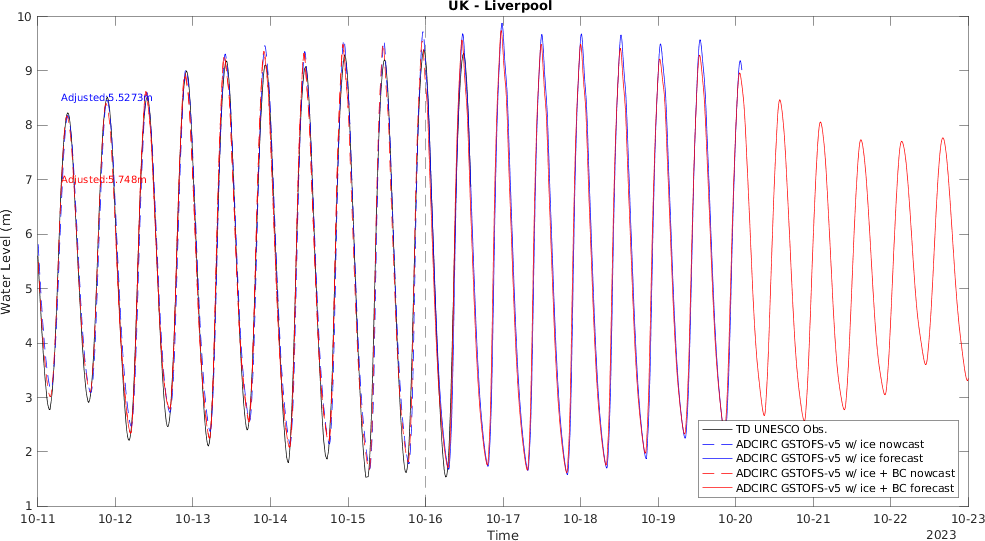 UK - Liverpool
10
9
8
7
6
5
4
3
2
1
Water Level (m)
Adjusted:5.5273m
Adjusted:5.748m
TD UNESCO Obs.
ADCIRC GSTOFS-v5 w/ ice nowcast
ADCIRC GSTOFS-v5 w/ ice forecast
ADCIRC GSTOFS-v5 w/ ice + BC nowcast
ADCIRC GSTOFS-v5 w/ ice + BC forecast
10-11 10-12 10-13 10-14 10-15 10-16 10-17 10-18 10-19 10-20 10-21 10-22 10-23
Time
2023